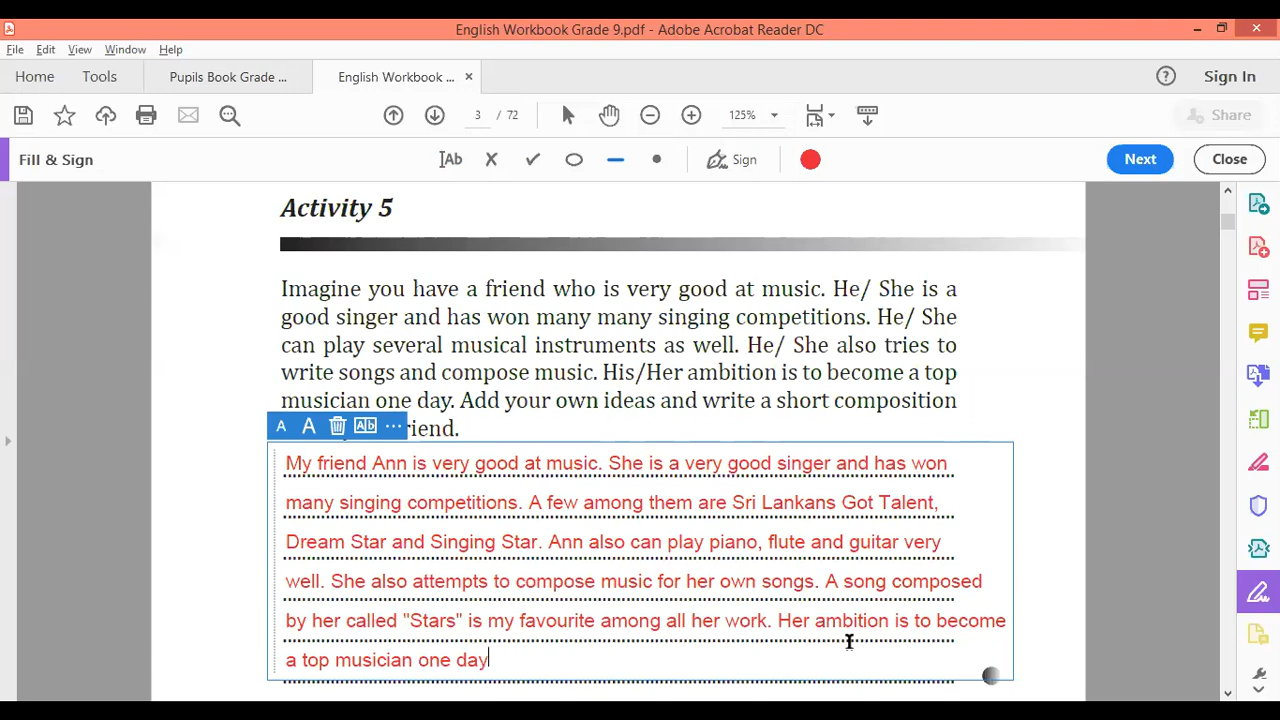 English Workbook Grade 9.pdf - Adobe Acrobat Reader DC
File Edit View Window Help
Home Tools Pupils Book Grade ... English Workbook ... ×
Sign In
3 / 72 125% Share
Fill & Sign Ab Sign Next Close
Activity 5
Imagine you have a friend who is very good at music. He/ She is a
good singer and has won many many singing competitions. He/ She
can play several musical instruments as well. He/ She also tries to
write songs and compose music. His/Her ambition is to become a top
musician one day. Add your own ideas and write a short composition
riend.
A A Ab ...
My friend Ann is very good at music. She is a very good singer and has won
many singing competitions. A few among them are Sri Lankans Got Talent,
Dream Star and Singing Star. Ann also can play piano, flute and guitar very
well. She also attempts to compose music for her own songs. A song composed
by her called "Stars" is my favourite among all her work. Her ambition is to become
a top musician one day